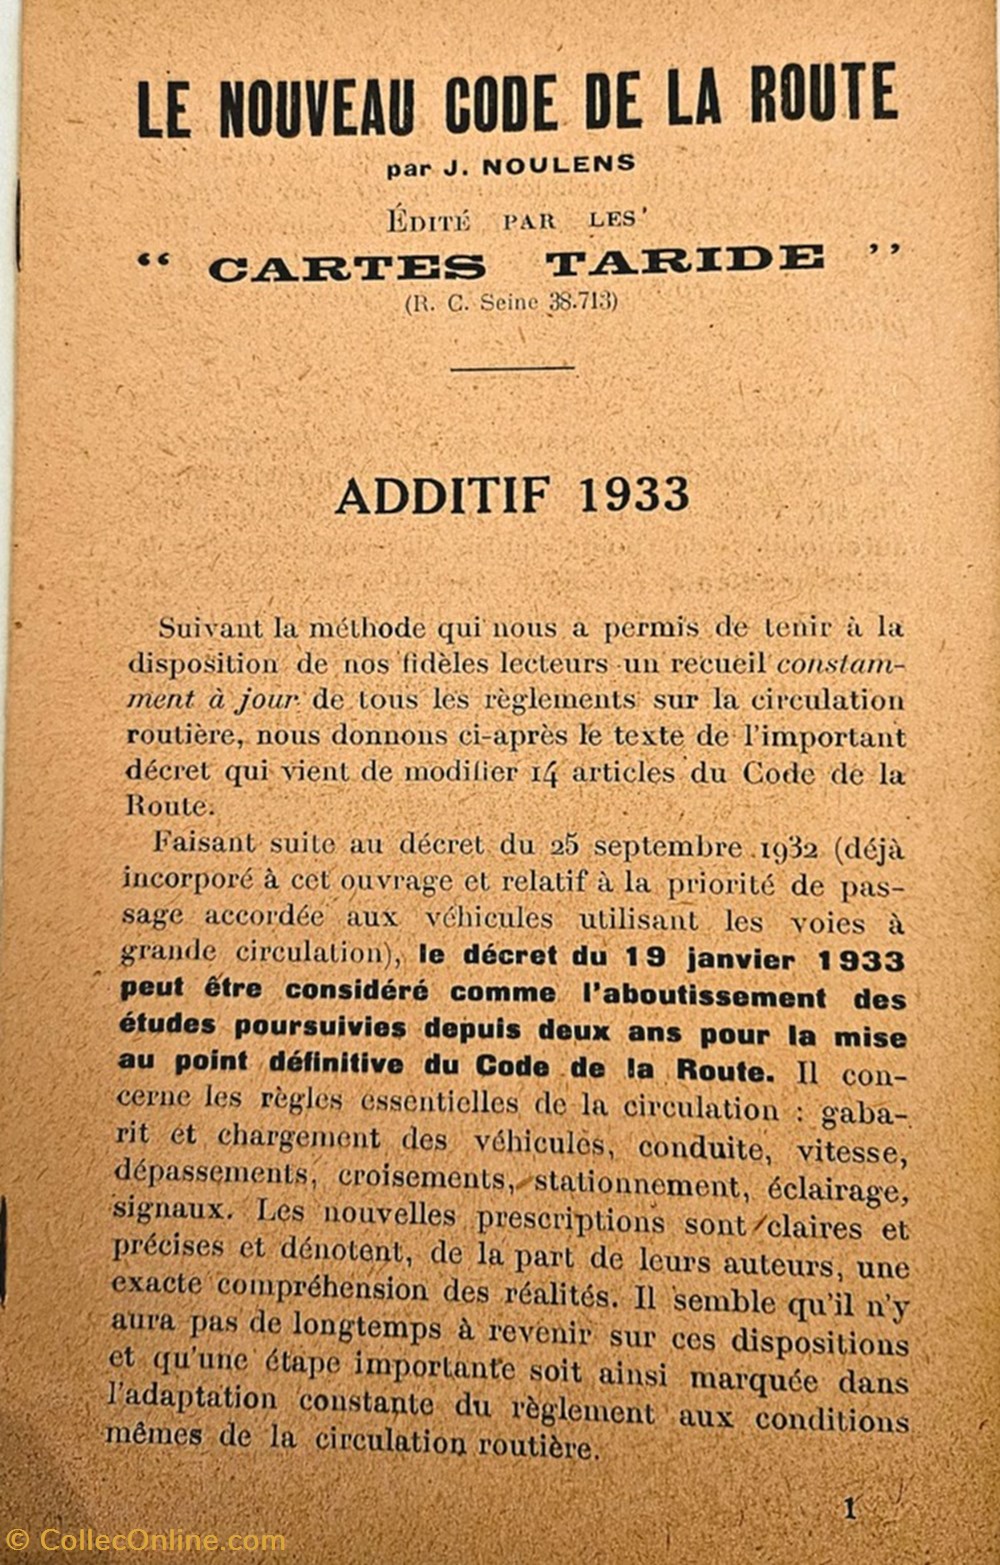 LE NOUVEAU CODE DE LA ROUTE
par J. NOULENS
ÉDITÉ PAR LES
“ CARTES TARIDE ”
(R. C. Seine 38.713)
ADDITIF 1933
Suivant la méthode qui nous a permis de tenir à la
disposition de nos fidèles lecteurs un recueil constam-
ment à jour de tous les règlements sur la circulation
routière, nous donnons ci-après le texte de l'important
décret qui vient de modifier 14 articles du Code de la
Route.
Faisant suite au décret du 25 septembre 1932 (déjà
incorporé à cet ouvrage et relatif à la priorité de pas-
sage accordée aux véhicules utilisant les voies à
grande circulation), le décret du 19 janvier 1933
peut être considéré comme l'aboutissement des
études poursuivies depuis deux ans pour la mise
au point définitive du Code de la Route. Il con-
cerne les règles essentielles de la circulation : gaba-
rit et chargement des véhicules, conduite, vitesse,
dépassements, croisements, stationnement, éclairage,
signaux. Les nouvelles prescriptions sont claires et
précises et dénotent, de la part de leurs auteurs, une
exacte compréhension des réalités. Il semble qu'il n'y
aura pas de longtemps à revenir sur ces dispositions
et qu'une étape importante soit ainsi marquée dans
l'adaptation constante du règlement aux conditions
mêmes de la circulation routière.
1
© CollecOnline.com